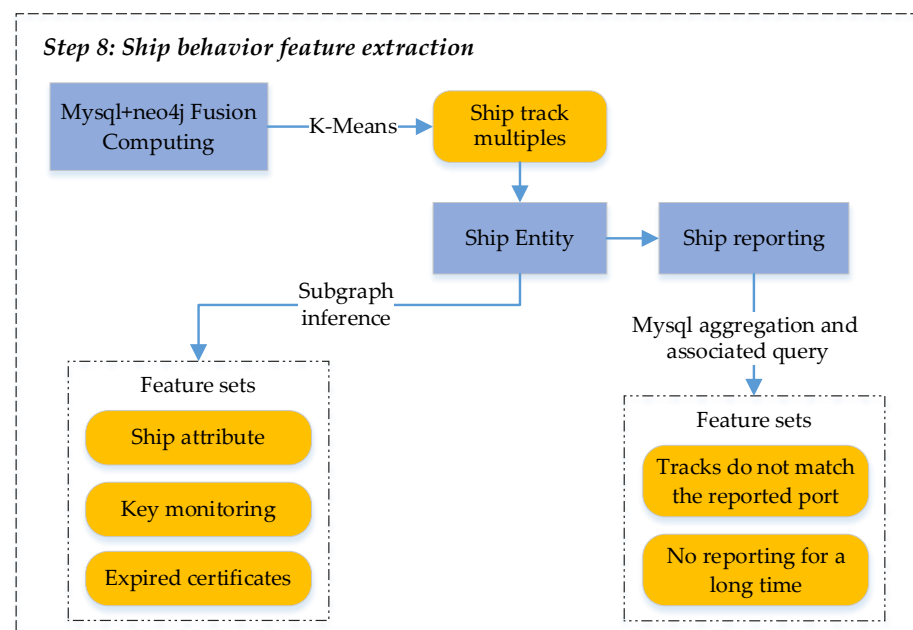 Step 8: Ship behavior feature extraction
Mysql+neo4j Fusion
Computing
K-Means
Ship track
multiples
Ship Entity
Ship reporting
Subgraph
inference
Mysql aggregation and
associated query
Feature sets
Ship attribute
Key monitoring
Expired certificates
Feature sets
Tracks do not match
the reported port
No reporting for a
long time